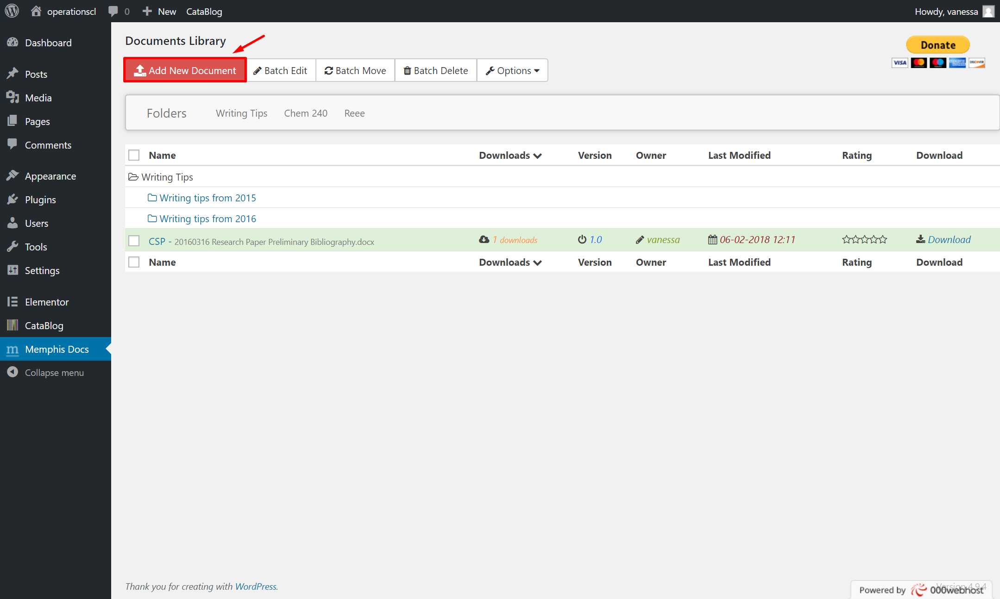 operationscl 0 New CataBlog Howdy, vanessa
Dashboard
Posts
Media
Pages
Comments
Appearance
Plugins
Users
Tools
Settings
Elementor
CataBlog
m Memphis Docs
Collapse menu
Documents Library
Donate
VISA DISCOVER
Add New Document Batch Edit Batch Move Batch Delete Options
Folders Writing Tips Chem 240 Reee
Name Downloads Version Owner Last Modified Rating Download
Writing Tips
Writing tips from 2015
Writing tips from 2016
CSP - 20160316 Research Paper Preliminary Bibliography.docx 1 downloads 1.0 vanessa 06-02-2018 12:11 Download
Name Downloads Version Owner Last Modified Rating Download
Thank you for creating with WordPress.
Version 4.9.4
Powered by 000webhost